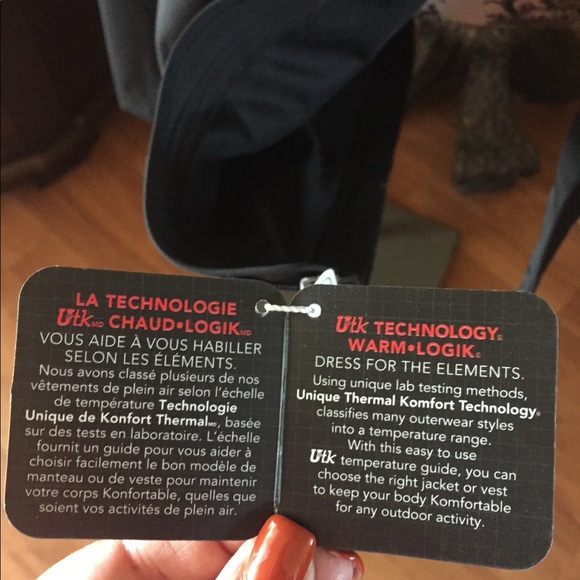 LA TECHNOLOGIE
Utk MD CHAUD•LOGIK MD
VOUS AIDE À VOUS HABILLER
SELON LES ÉLÉMENTS.
Nous avons classé plusieurs de nos
vêtements de plein air selon l'échelle
de température Technologie
Unique de Konfort Thermal MD, basée
sur des tests en laboratoire. L'échelle
fournit un guide pour vous aider à
choisir facilement le bon modèle de
manteau ou de veste pour maintenir
votre corps Konfortable, quelles que
soient vos activités de plein air.
Utk TECHNOLOGY®
WARM•LOGIK®
DRESS FOR THE ELEMENTS.
Using unique lab testing methods,
Unique Thermal Komfort Technology®
classifies many outerwear styles
into a temperature range.
With this easy to use
Utk temperature guide, you can
choose the right jacket or vest
to keep your body Komfortable
for any outdoor activity.